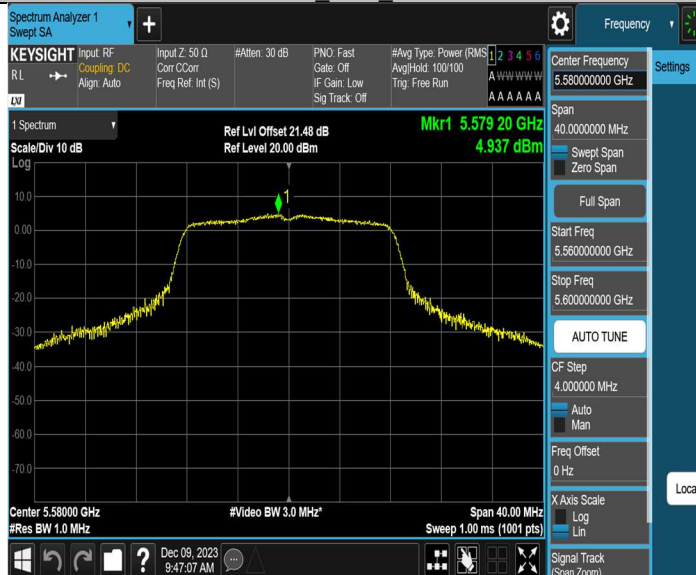 Spectrum Analyzer 1
Swept SA
Frequency
KEYSIGHT
Input: RF
Input Z: 50 Ω
#Atten: 30 dB
PNO: Fast
#Avg Type: Power (RMS
1 2 3 4 5 6
RL
Coupling: DC
Corr CCorr
Gate: Off
Avg|Hold: 100/100
A W W W W W
Align: Auto
Freq Ref: Int (S)
IF Gain: Low
Trig: Free Run
Sig Track: Off
A A A A A A
LXI
1 Spectrum
Ref Lvl Offset 21.48 dB
Mkr1 5.579 20 GHz
Scale/Div 10 dB
Ref Level 20.00 dBm
4.937 dBm
Log
10.0
0.00
-10.0
-20.0
-30.0
-40.0
-50.0
-60.0
-70.0
1
Center 5.58000 GHz
#Video BW 3.0 MHz*
Span 40.00 MHz
#Res BW 1.0 MHz
Sweep 1.00 ms (1001 pts)
Center Frequency
5.580000000 GHz
Span
40.0000000 MHz
Swept Span
Zero Span
Full Span
Start Freq
5.560000000 GHz
Stop Freq
5.600000000 GHz
AUTO TUNE
CF Step
4.000000 MHz
Auto
Man
Freq Offset
0 Hz
X Axis Scale
Log
Lin
Signal Track
(Span Zoom)
Settings
Loca
?
Dec 09, 2023
9:47:07 AM